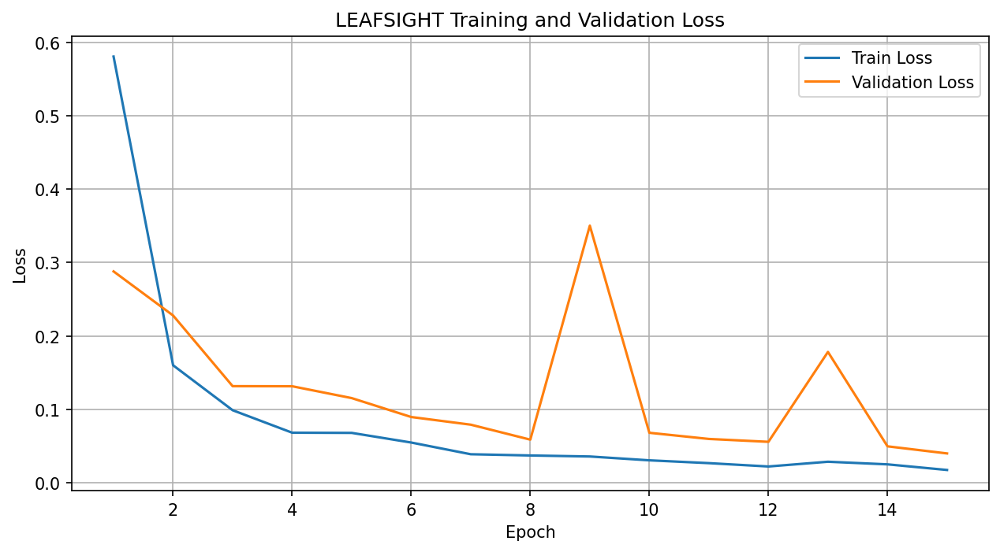 LEAFSIGHT Training and Validation Loss
Train Loss
Validation Loss
0.6
0.5
0.4
0.3
0.2
0.1
0.0
Loss
2 4 6 8 10 12 14
Epoch